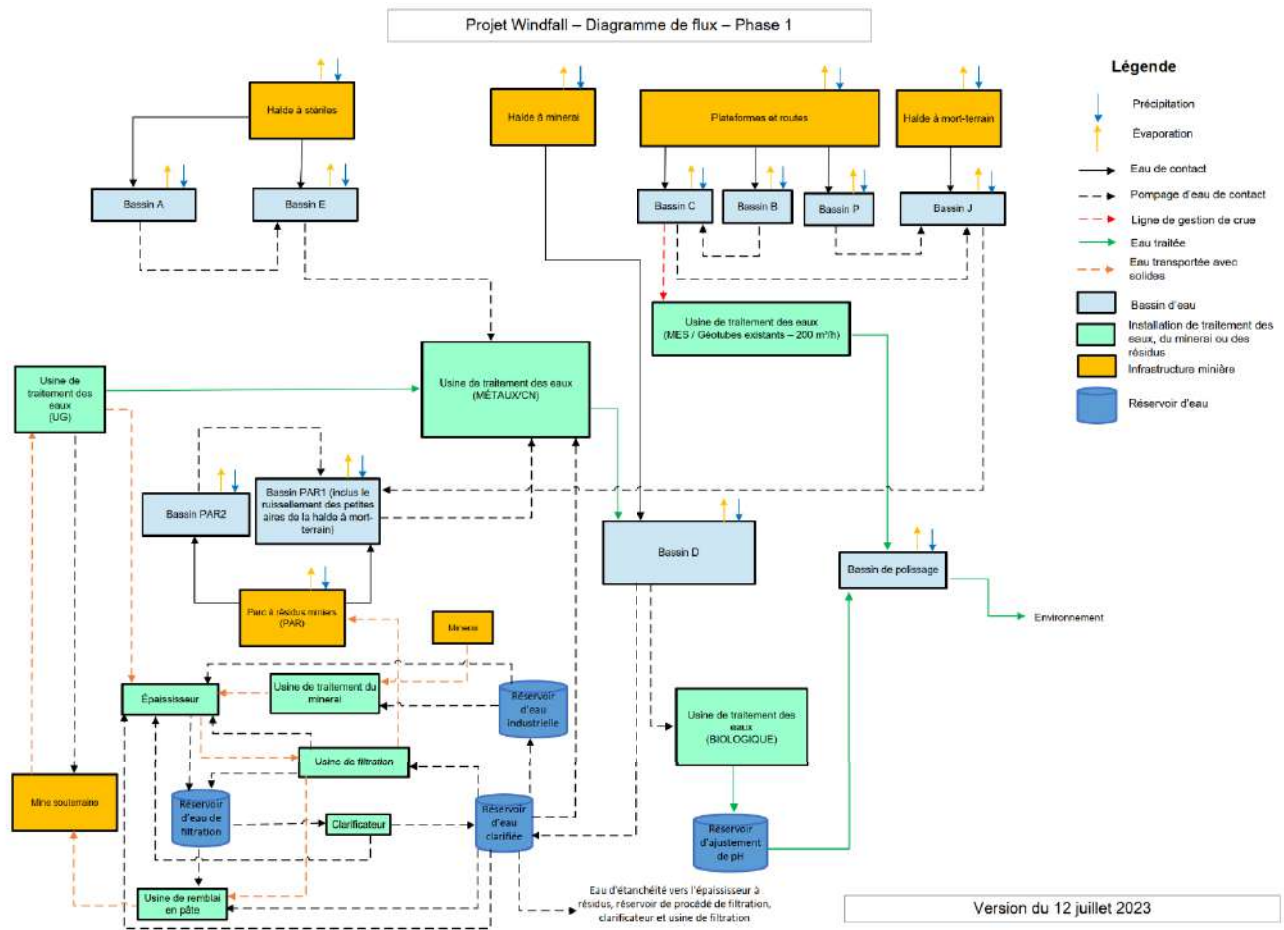 Projet Windfall – Diagramme de flux – Phase 1
Légende
Précipitation
Évaporation
Eau de contact
Pompage d'eau de contact
Ligne de gestion de crue
Eau traitée
Eau transportée avec
solides
Bassin d'eau
Installation de traitement des
eaux, du minerai ou des
résidus
Infrastructure minière
Réservoir d'eau
Halde à stériles
Halde à minerai
Plateformes et routes
Halde à mort-terrain
Bassin A
Bassin E
Bassin C
Bassin B
Bassin P
Bassin J
Usine de traitement des eaux
(MES / Géotubes existants – 200 m³/h)
Usine de
traitement des
eaux
(UG)
Usine de traitement des eaux
(MÉTAUX/CN)
Bassin PAR2
Bassin PAR1 (inclus le
ruissellement des petites
aires de la halde à mort-
terrain)
Bassin D
Bassin de polissage
Environnement
Parc à résidus miniers
(PAR)
Minerai
Épaississeur
Usine de traitement du
minerai
Réservoir
d'eau
industrielle
Usine de traitement des
eaux
(BIOLOGIQUE)
Usine de filtration
Mine souterraine
Réservoir
d'eau de
filtration
Clarificateur
Réservoir
d'eau
clarifiée
Réservoir
d'ajustement
de pH
Usine de remblai
en pâte
Eau d'étanchéité vers l'épaississeur à
résidus, réservoir de procédé de filtration,
clarificateur et usine de filtration
Version du 12 juillet 2023